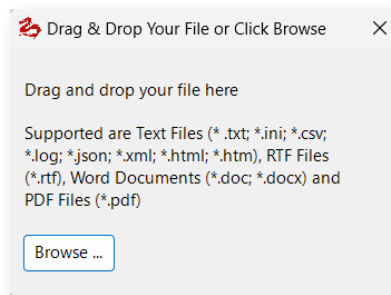 Drag & Drop Your File or Click Browse
Drag and drop your file here
Supported are Text Files (* .txt; *.ini; *.csv;
*.log; *.json; *.xml; *.html; *.htm), RTF Files
(*.rtf), Word Documents (*.doc; *.docx) and
PDF Files (*.pdf)
Browse ...